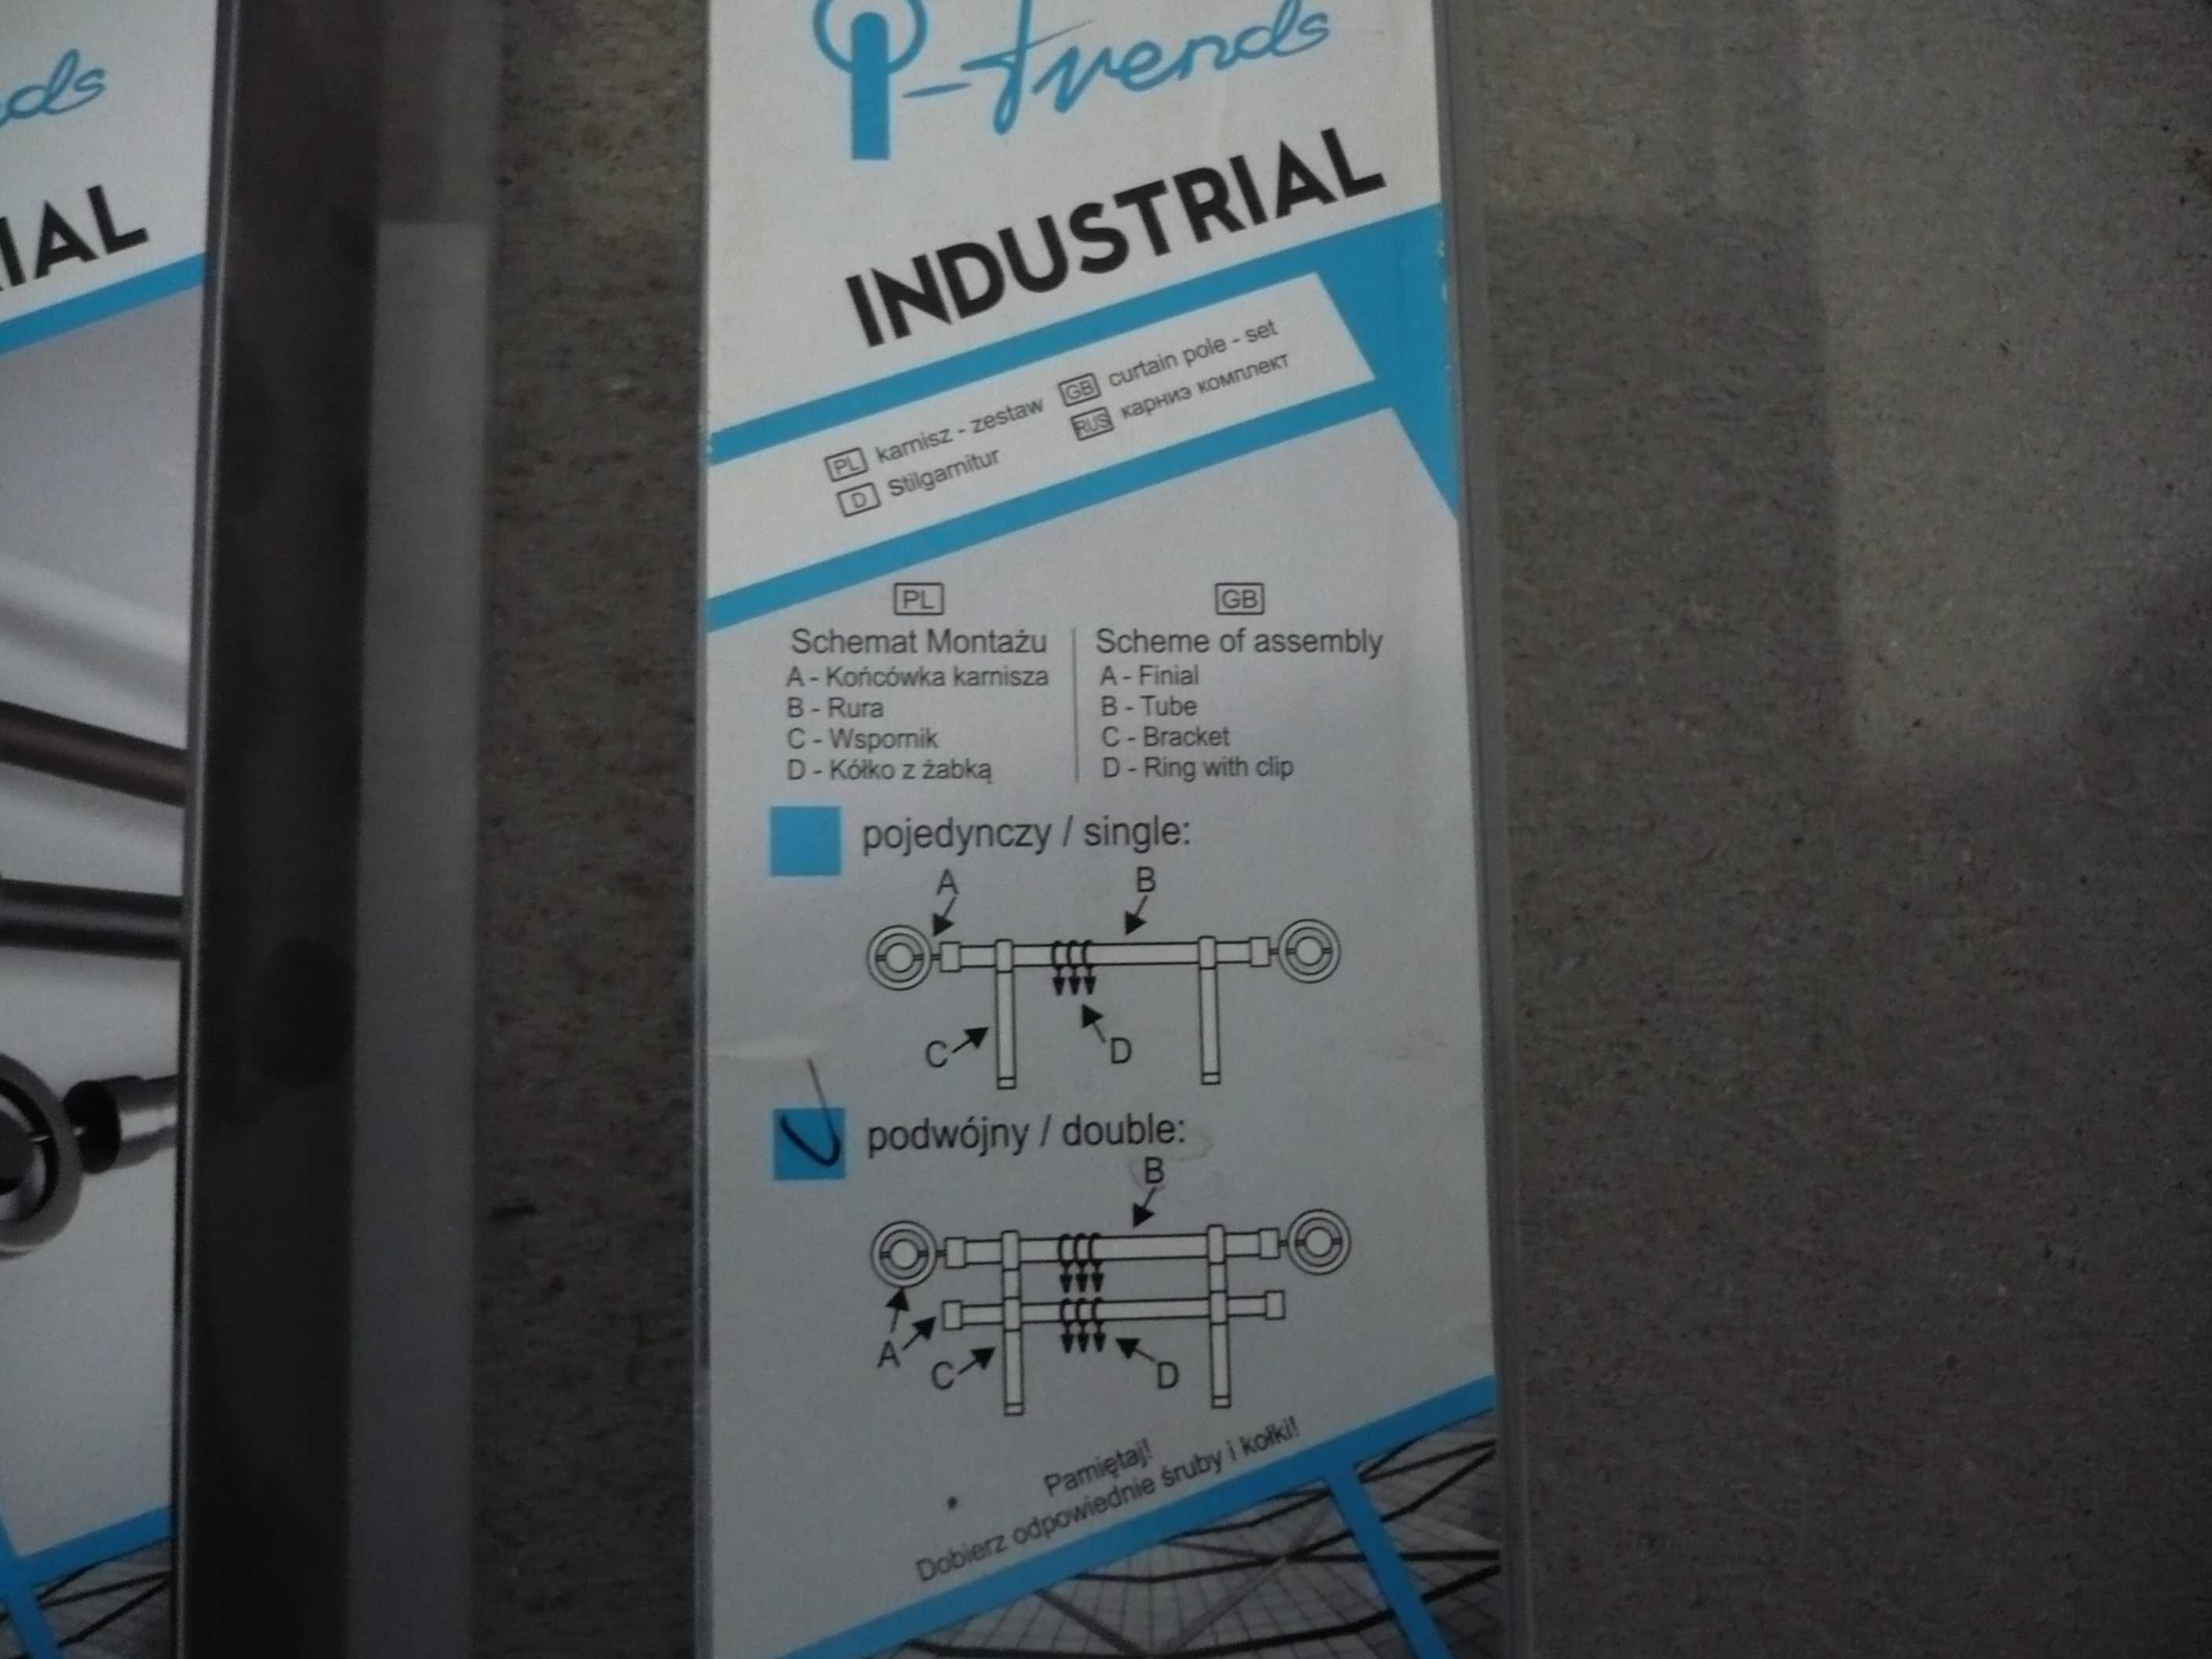 ds
IAL
i-trends
INDUSTRIAL
PL karnisz - zestaw GB curtain pole - set
D Stilgarnitur RUS карниз комплект
PL
Schemat Montażu
A - Końcówka karnisza
B - Rura
C - Wspornik
D - Kółko z żabką
GB
Scheme of assembly
A - Finial
B - Tube
C - Bracket
D - Ring with clip
pojedynczy / single:
A B
C D
podwójny / double:
B
A C D
Pamiętaj!
Dobierz odpowiednie śruby i kołki!